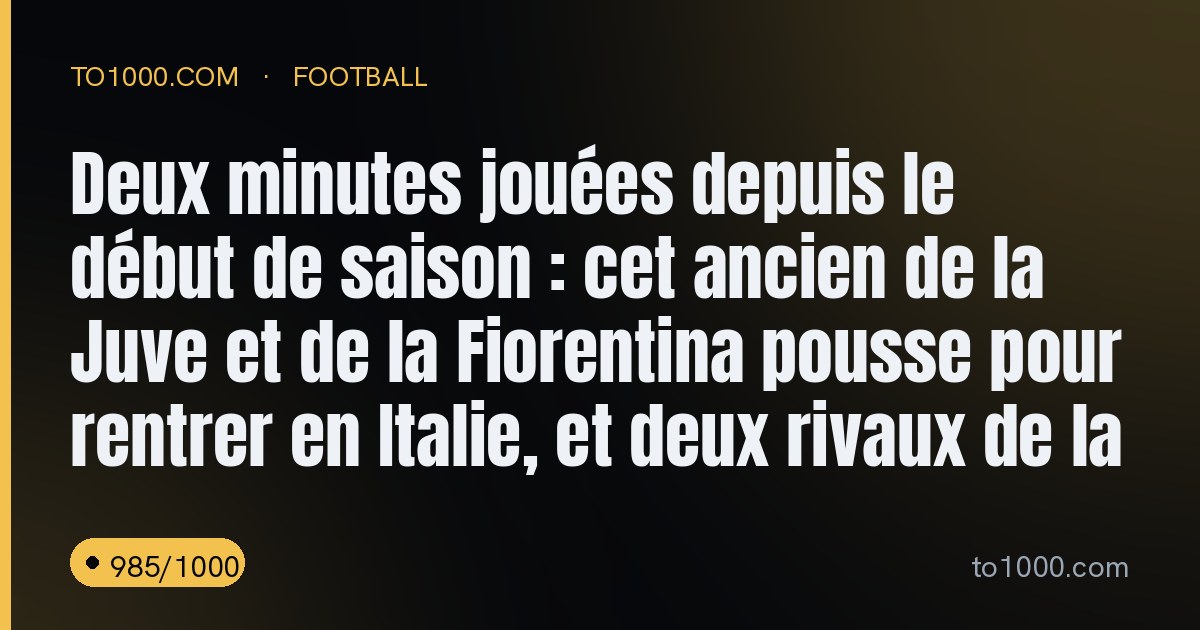 TO1000.COM · FOOTBALL
Deux minutes jouées depuis le
début de saison : cet ancien de la
Juve et de la Fiorentina pousse pour
rentrer en Italie, et deux rivaux de la
985/1000
to1000.com